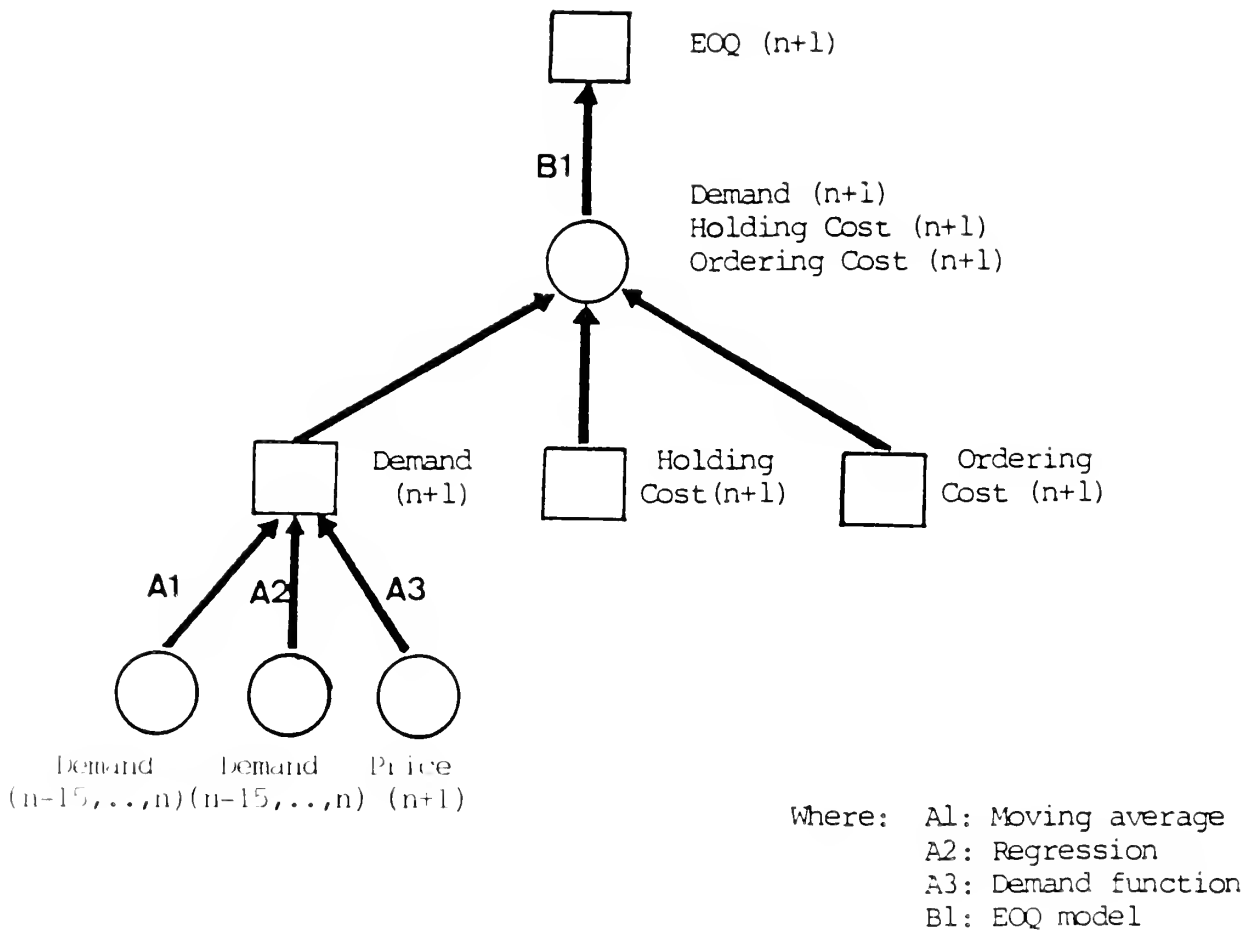 EOQ (n+1)
B1
Demand (n+1)
Holding Cost (n+1)
Ordering Cost (n+1)
Demand
(n+1)
Holding
Cost(n+1)
Ordering
Cost (n+1)
A1
A2
A3
Demand
(n-15,..,n)
Demand
(n-15,..,n)
Price
(n+1)
Where: A1: Moving average
A2: Regression
A3: Demand function
B1: EOQ model